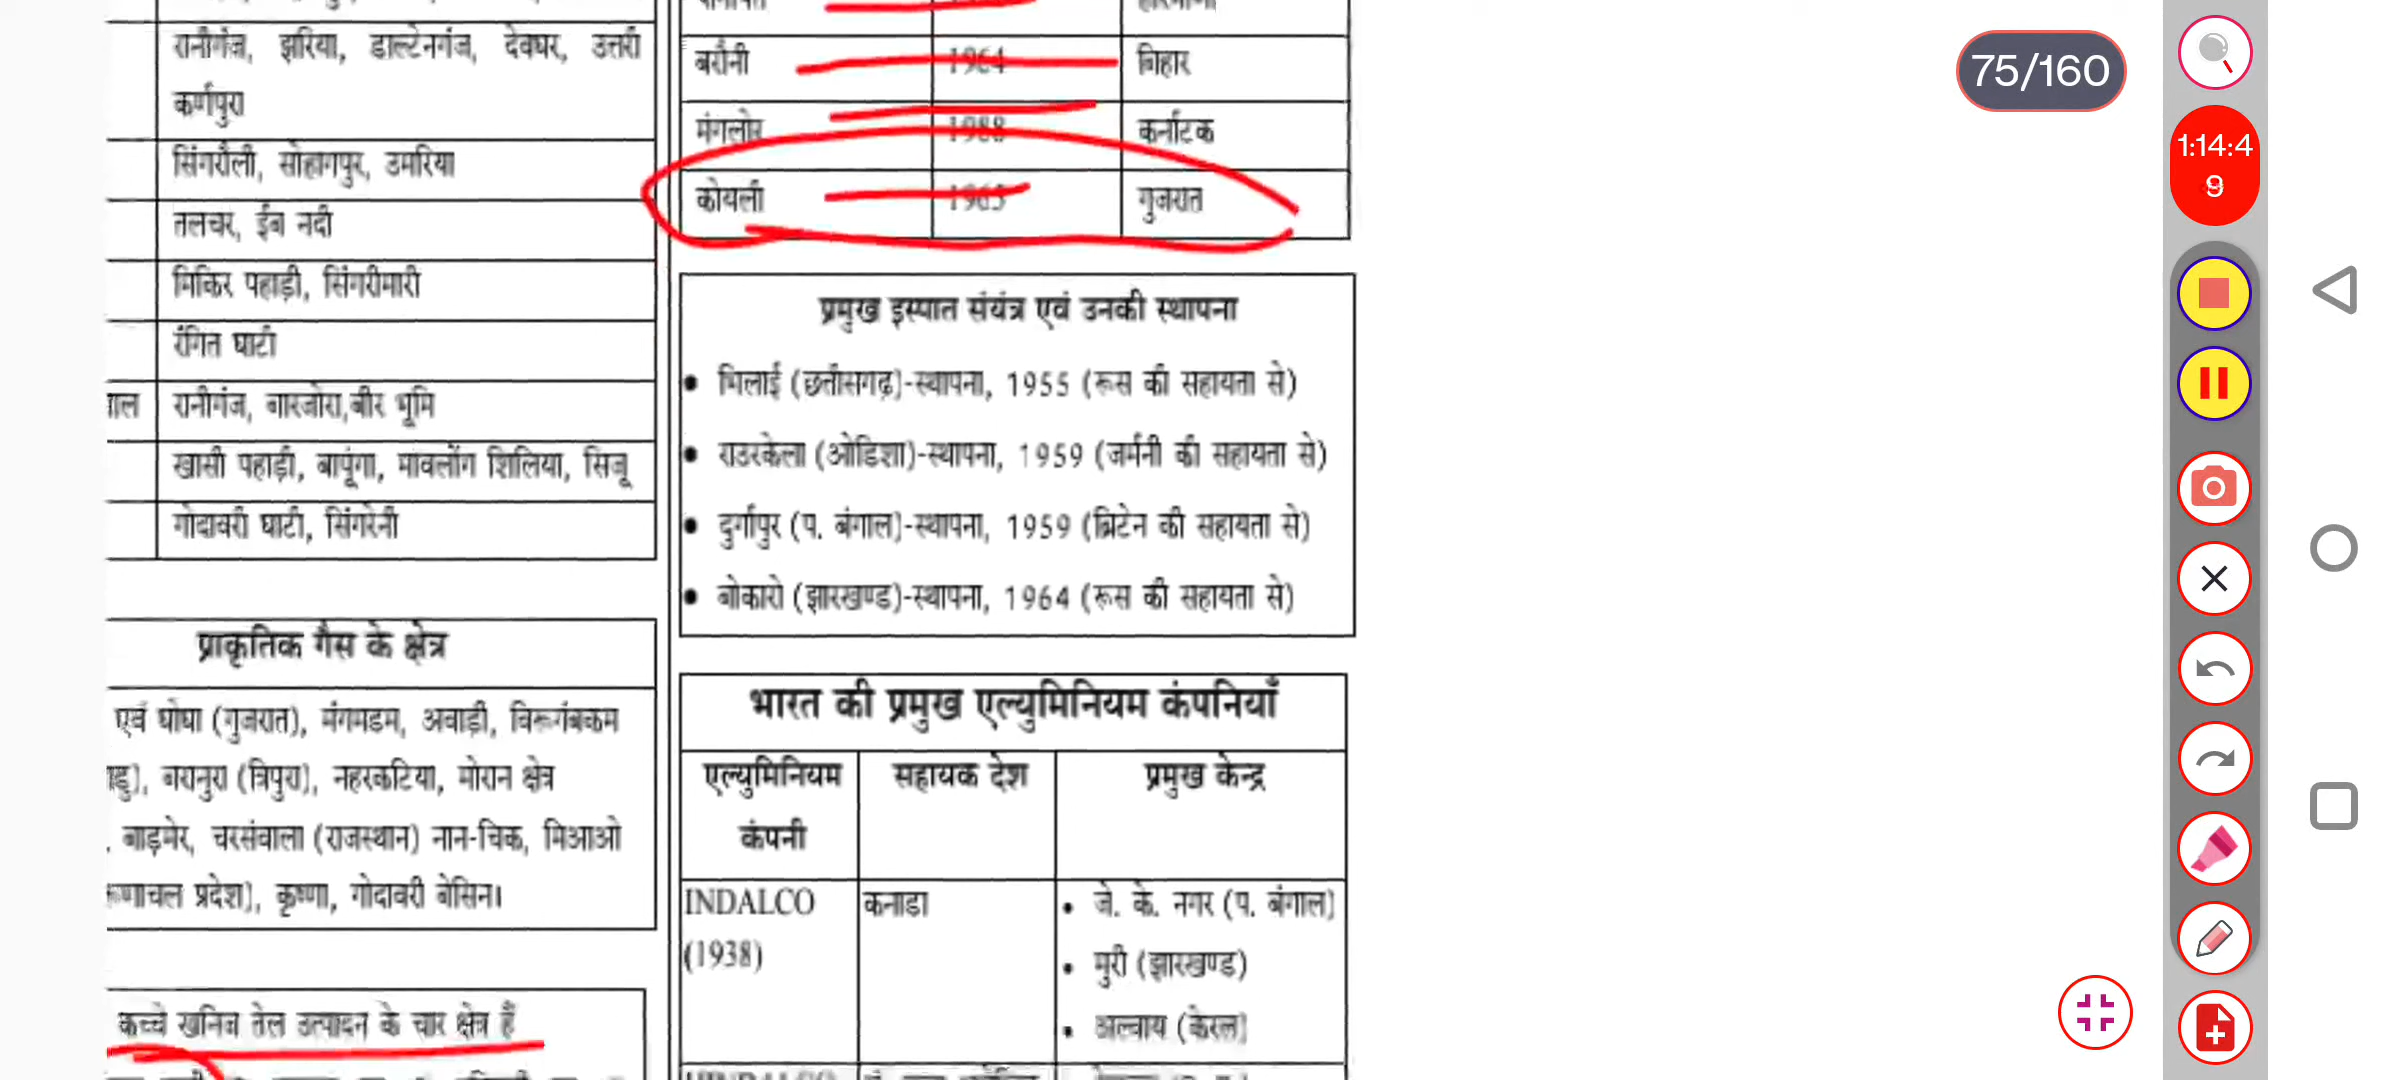 रानीगंज, झरिया, डाल्टेनगंज, देवघर, उत्तरी
कर्णपुरा
सिंगरौली, सोहागपुर, उमरिया
तलचर, ईब नदी
मिकिर पहाड़ी, सिंगरीमारी
रंगित घाटी
रानीगंज, बारजोरा,बीर भूमि
खासी पहाड़ी, बापूंगा, मावलोंग शिलिया, सिजू
गोदावरी घाटी, सिंगरेनी
प्राकृतिक गैस के क्षेत्र
एवं घोघा (गुजरात), मंगमडम, अवाड़ी, विरूगंबकम
बारानुरा (त्रिपुरा), नहरकटिया, मोरान क्षेत्र
. बाड़मेर, चरसंवाला (राजस्थान) नान-चिक, मिआओ
प्रदेश), कृष्णा, गोदावरी बेसिन।
कच्चे खनिज तेल उत्पादन के चार क्षेत्र हैं
बरौनी 1964 बिहार
मंगलोर 1988 कर्नाटक
कोयली 1965 गुजरात
प्रमुख इस्पात संयंत्र एवं उनकी स्थापना
• भिलाई (छत्तीसगढ़)-स्थापना, 1955 (रूस की सहायता से)
• राउरकेला (ओडिशा)-स्थापना, 1959 (जर्मनी की सहायता से)
• दुर्गापुर (प. बंगाल)-स्थापना, 1959 (ब्रिटेन की सहायता से)
• बोकारो (झारखण्ड)-स्थापना, 1964 (रूस की सहायता से)
भारत की प्रमुख एल्युमिनियम कंपनियाँ
एल्युमिनियम कंपनी सहायक देश प्रमुख केन्द्र
INDALCO (1938) कनाडा • जे. के. नगर (प. बंगाल)
• मुरी (झारखण्ड)
• अल्वाय (केरल)
75/160
1:14:4
9